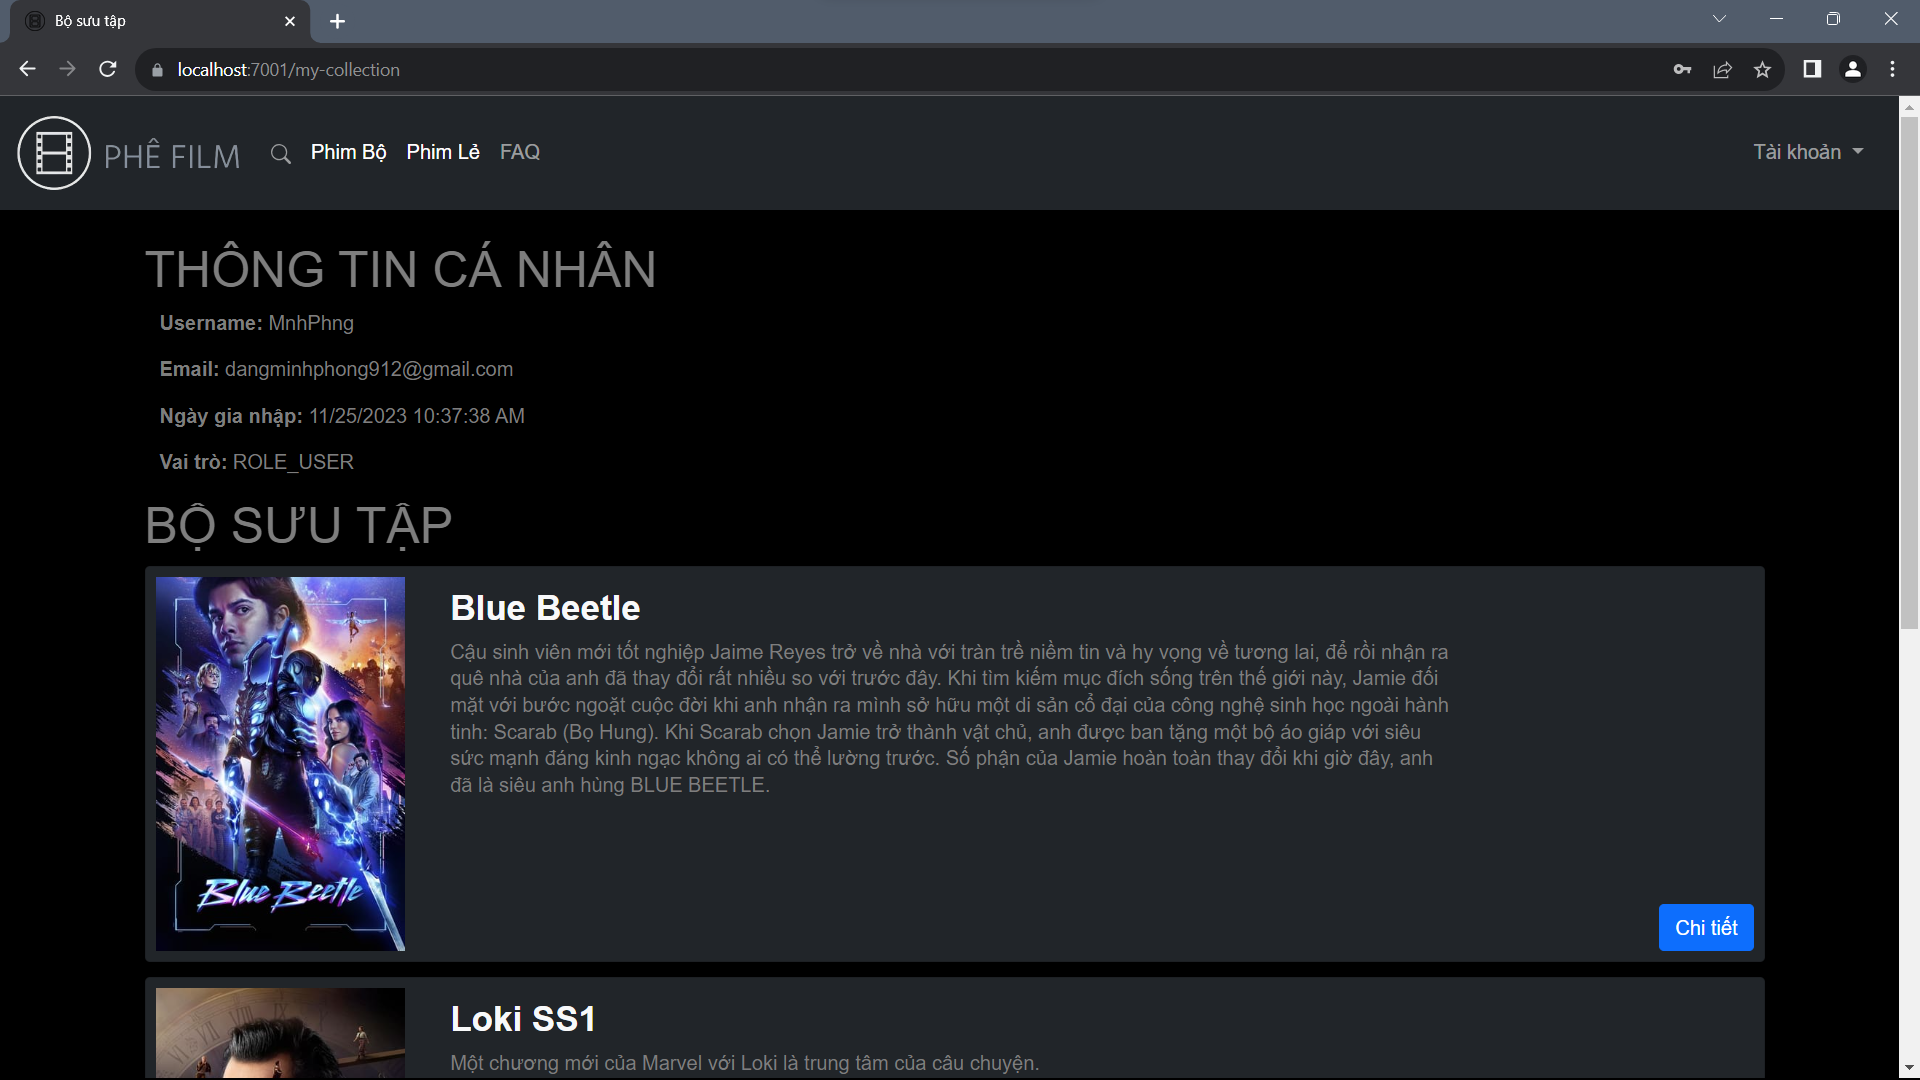 Bộ sưu tập
localhost:7001/my-collection
PHÊ FILM
Phim Bộ
Phim Lẻ
FAQ
Tài khoản
THÔNG TIN CÁ NHÂN
Username: MnhPhng
Email: dangminhphong912@gmail.com
Ngày gia nhập: 11/25/2023 10:37:38 AM
Vai trò: ROLE_USER
BỘ SƯU TẬP
Blue Beetle
Cậu sinh viên mới tốt nghiệp Jaime Reyes trở về nhà với tràn trề niềm tin và hy vọng về tương lai, để rồi nhận ra
quê nhà của anh đã thay đổi rất nhiều so với trước đây. Khi tìm kiếm mục đích sống trên thế giới này, Jamie đối
mặt với bước ngoặt cuộc đời khi anh nhận ra mình sở hữu một di sản cổ đại của công nghệ sinh học ngoài hành
tinh: Scarab (Bọ Hung). Khi Scarab chọn Jamie trở thành vật chủ, anh được ban tặng một bộ áo giáp với siêu
sức mạnh đáng kinh ngạc không ai có thể lường trước. Số phận của Jamie hoàn toàn thay đổi khi giờ đây, anh
đã là siêu anh hùng BLUE BEETLE.
Blue Beetle
Chi tiết
Loki SS1
Một chương mới của Marvel với Loki là trung tâm của câu chuyện.